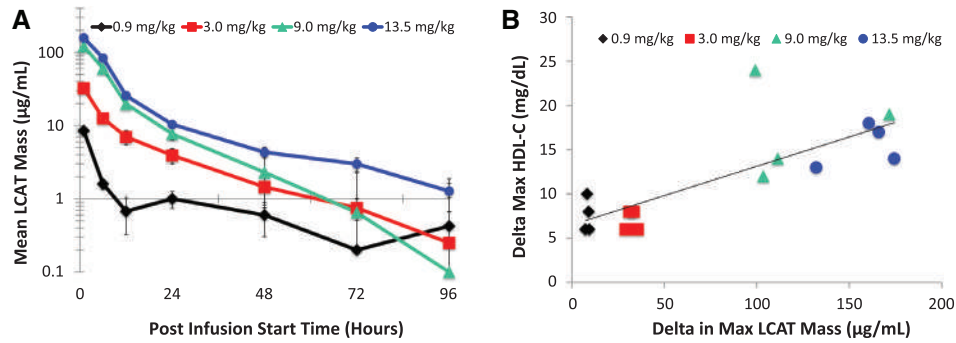 A
0.9 mg/kg 3.0 mg/kg 9.0 mg/kg 13.5 mg/kg
Mean LCAT Mass (µg/mL)
100
10
1
0.1
0 24 48 72 96
Post Infusion Start Time (Hours)
B
0.9 mg/kg 3.0 mg/kg 9.0 mg/kg 13.5 mg/kg
Delta Max HDL-C (mg/dL)
30
25
20
15
10
5
0
0 50 100 150 200
Delta in Max LCAT Mass (µg/mL)